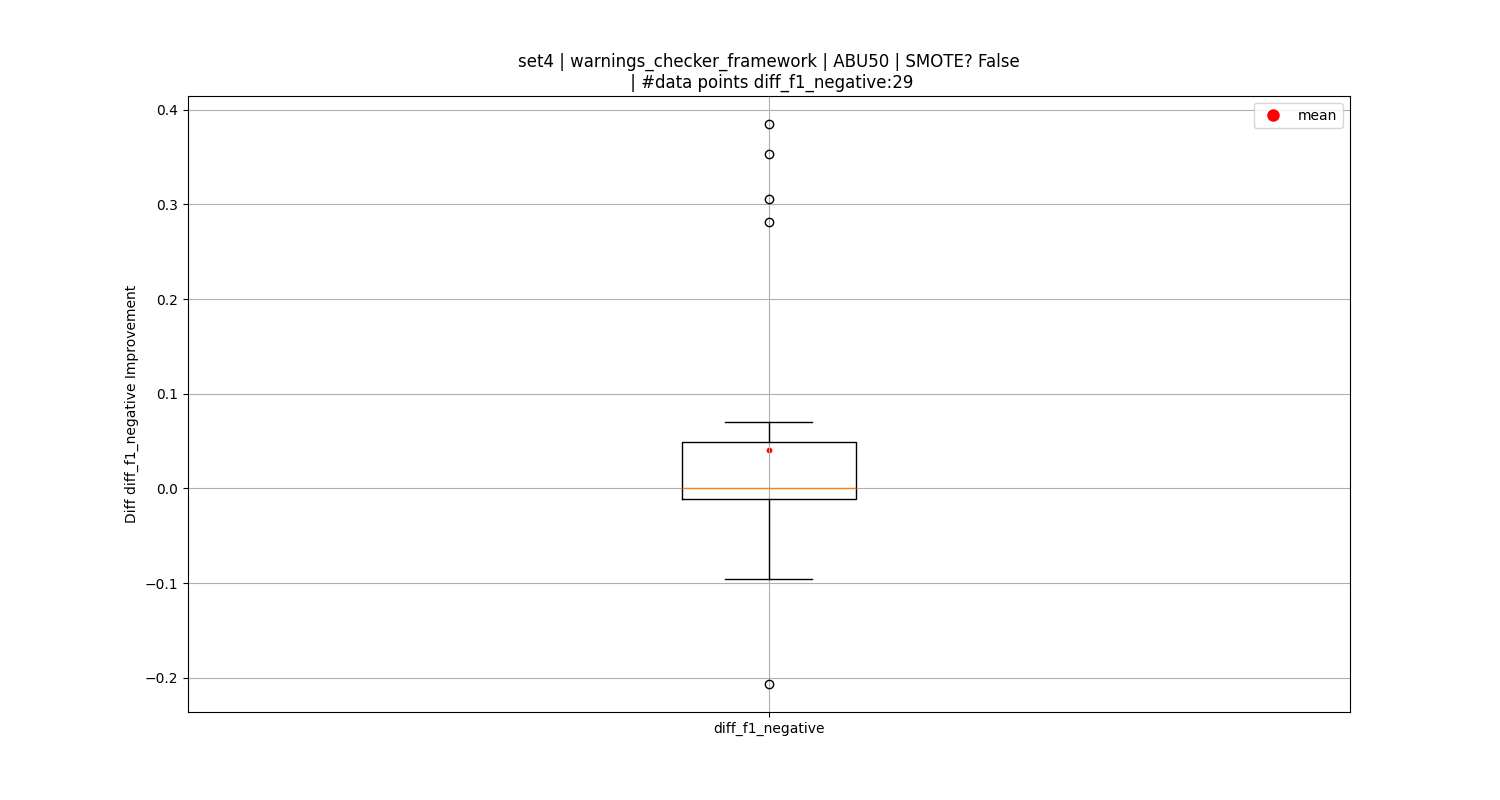 set4 | warnings_checker_framework | ABU50 | SMOTE? False
| #data points diff_f1_negative:29
mean
0.4
0.3
0.2
0.1
0.0
−0.1
−0.2
Diff diff_f1_negative Improvement
diff_f1_negative